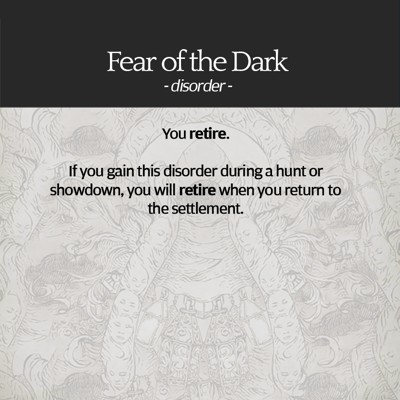 Fear of the Dark
- disorder -
You retire.
If you gain this disorder during a hunt or
showdown, you will retire when you return to
the settlement.